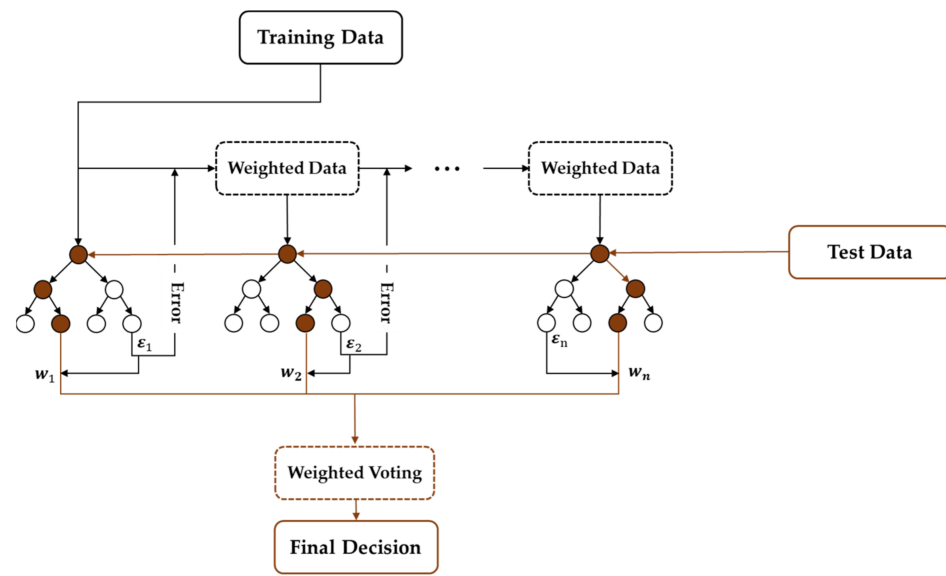 Training Data
Weighted Data
...
Weighted Data
Test Data
Error
Error
ε1
ε2
εn
w1
w2
wn
Weighted Voting
Final Decision